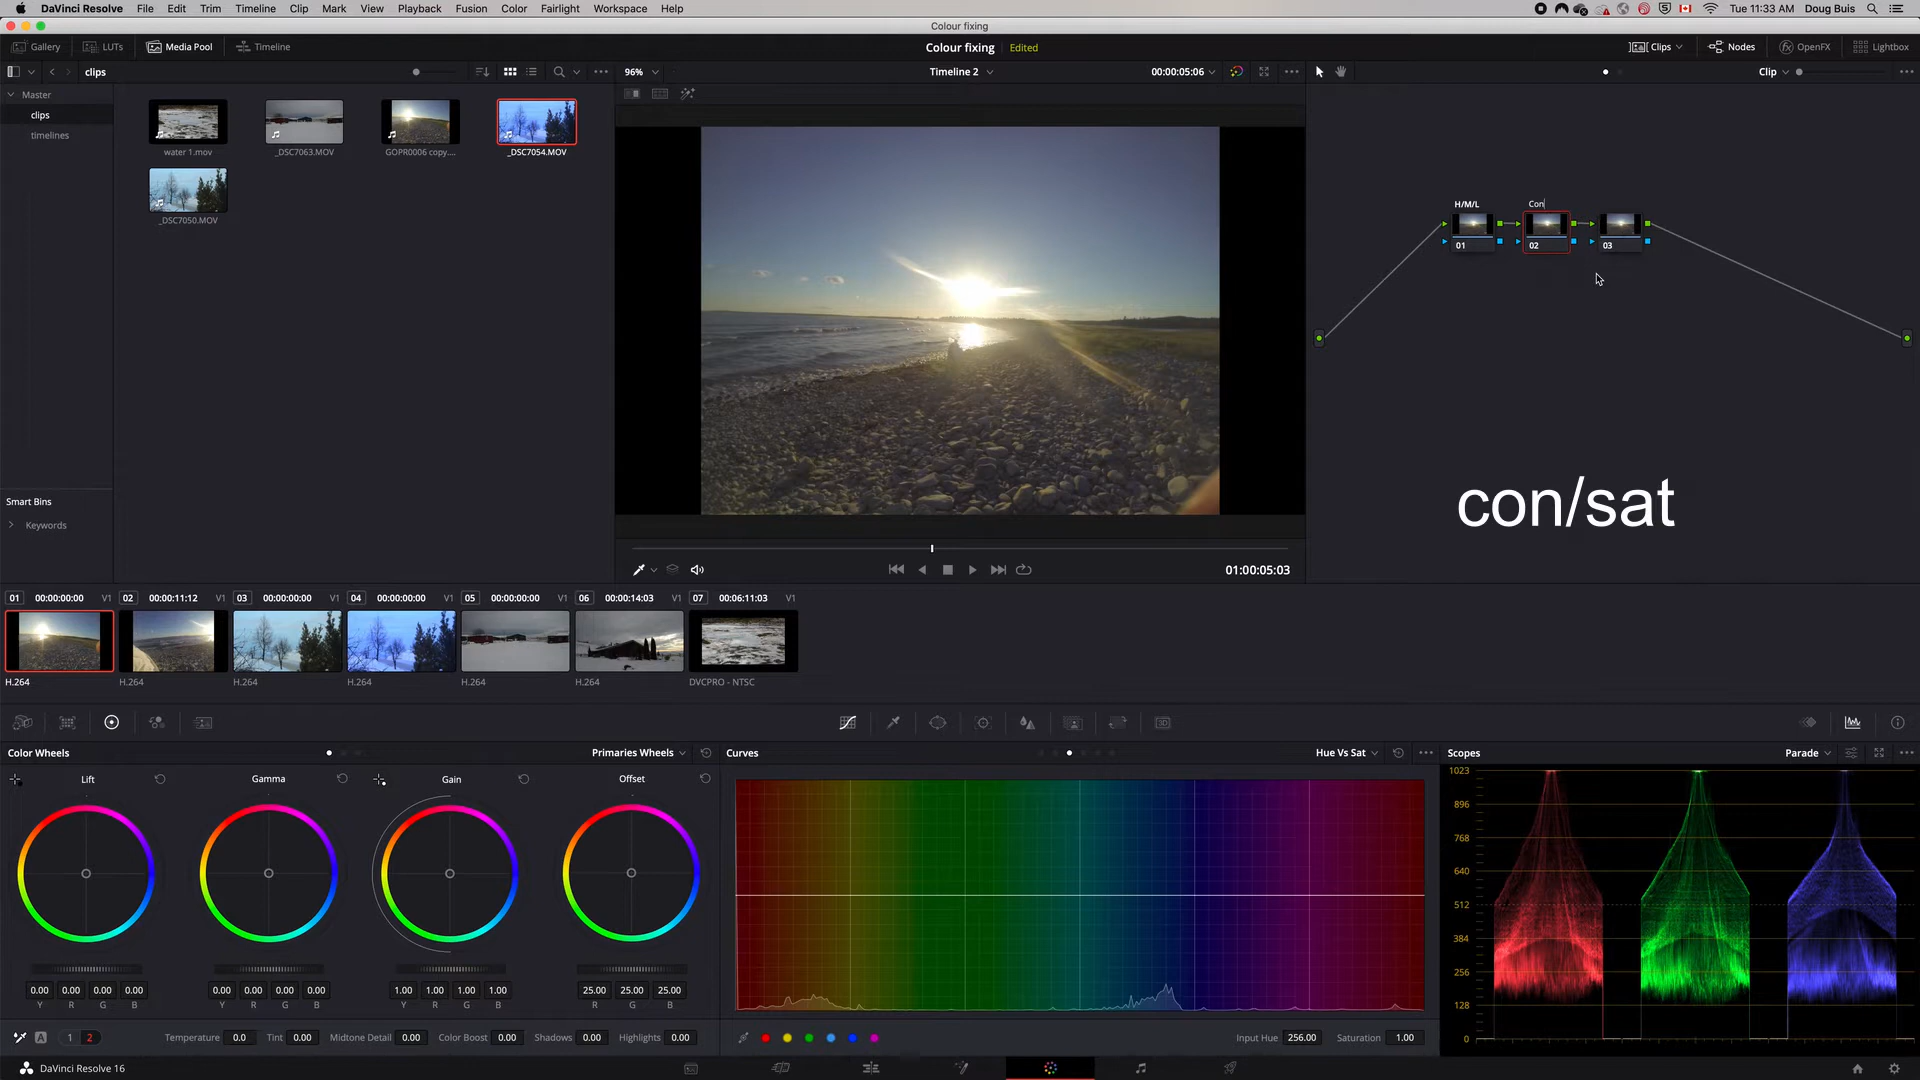 DaVinci Resolve File Edit Trim Timeline Clip Mark View Playback Fusion Color Fairlight Workspace Help Tue 11:33 AM Doug Buis
Colour fixing
Gallery LUTs Media Pool Timeline Colour fixing Edited Clips Nodes OpenFX Lightbox
clips 96% Timeline 2 00:00:05:06 Clip
Master
clips
timelines
water 1.mov _DSC7063.MOV GOPR0006 copy.... _DSC7054.MOV
_DSC7050.MOV
H/M/L Con
01 02 03
con/sat
Smart Bins
Keywords
01:00:05:03
01 00:00:00:00 V1 02 00:00:11:12 V1 03 00:00:00:00 V1 04 00:00:00:00 V1 05 00:00:00:00 V1 06 00:00:14:03 V1 07 00:06:11:03 V1
H.264 H.264 H.264 H.264 H.264 H.264 DVCPRO - NTSC
Color Wheels Primaries Wheels Curves Hue Vs Sat Scopes Parade
Lift Gamma Gain Offset
1023
896
768
640
512
384
256
128
0
0.00 0.00 0.00 0.00 0.00 0.00 0.00 0.00 1.00 1.00 1.00 1.00 25.00 25.00 25.00
Y R G B Y R G B Y R G B R G B
A 1 2 Temperature 0.0 Tint 0.00 Midtone Detail 0.00 Color Boost 0.00 Shadows 0.00 Highlights 0.00 Input Hue 256.00 Saturation 1.00
DaVinci Resolve 16